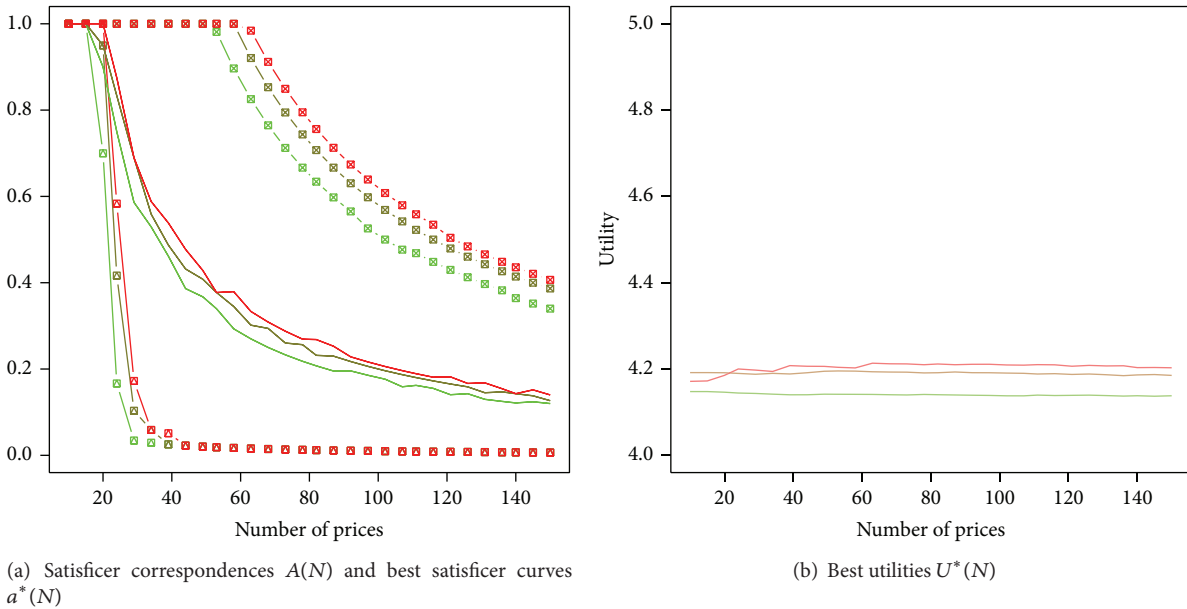 1.0
0.8
0.6
0.4
0.2
0.0
20 40 60 80 100 120 140
Number of prices
(a) Satisficer correspondences A(N) and best satisficer curves
a*(N)
5.0
4.8
4.6
4.4
4.2
4.0
Utility
20 40 60 80 100 120 140
Number of prices
(b) Best utilities U*(N)